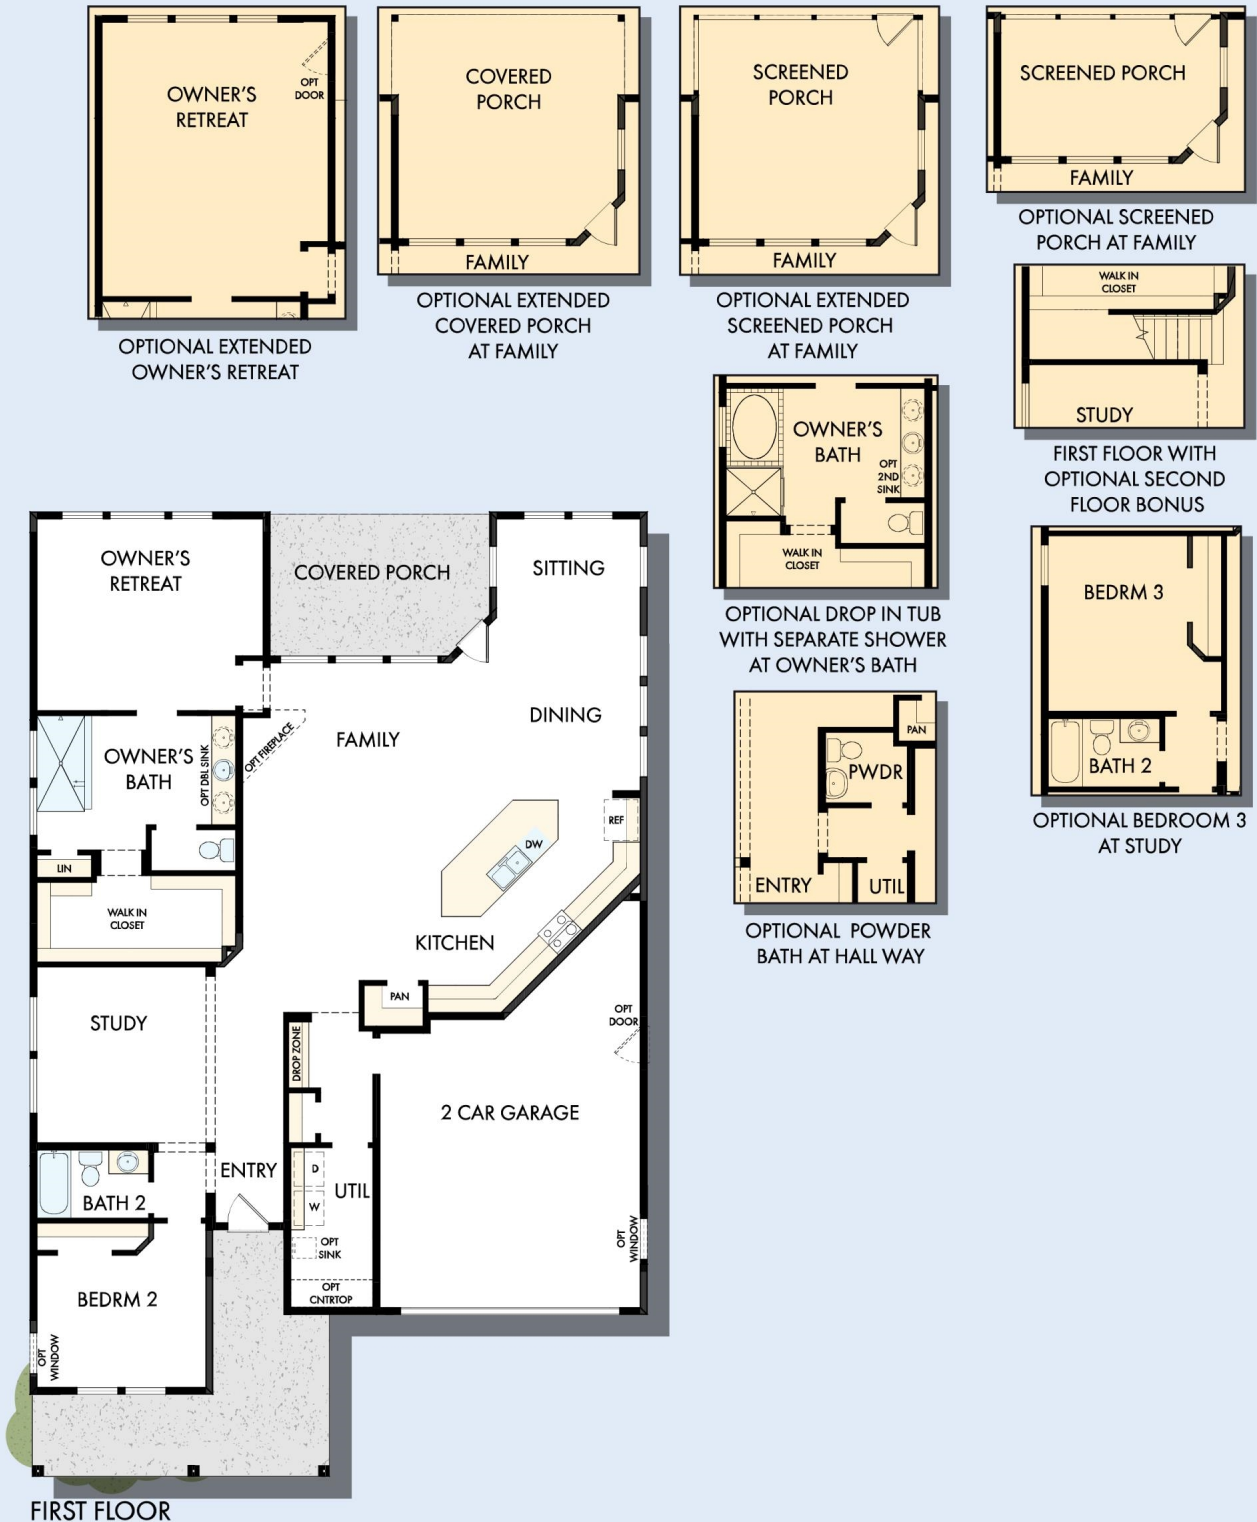 OWNER'S
RETREAT
OPT
DOOR
OPTIONAL EXTENDED
OWNER'S RETREAT
COVERED
PORCH
FAMILY
OPTIONAL EXTENDED
COVERED PORCH
AT FAMILY
SCREENED
PORCH
FAMILY
OPTIONAL EXTENDED
SCREENED PORCH
AT FAMILY
SCREENED PORCH
FAMILY
OPTIONAL SCREENED
PORCH AT FAMILY
WALK IN
CLOSET
STUDY
FIRST FLOOR WITH
OPTIONAL SECOND
FLOOR BONUS
OWNER'S
BATH
OPT
2ND
SINK
WALK IN
CLOSET
OPTIONAL DROP IN TUB
WITH SEPARATE SHOWER
AT OWNER'S BATH
BEDRM 3
BATH 2
OPTIONAL BEDROOM 3
AT STUDY
PAN
PWDR
ENTRY
UTIL
OPTIONAL POWDER
BATH AT HALL WAY
OWNER'S
RETREAT
COVERED PORCH
SITTING
DINING
FAMILY
OPT FIREPLACE
OWNER'S
BATH
OPT DBL SINK
LIN
WALK IN
CLOSET
REF
DW
KITCHEN
PAN
STUDY
DROP ZONE
OPT
DOOR
2 CAR GARAGE
ENTRY
BATH 2
D
W
UTIL
OPT
SINK
OPT
CNTRTOP
OPT
WINDOW
BEDRM 2
OPT
WINDOW
FIRST FLOOR